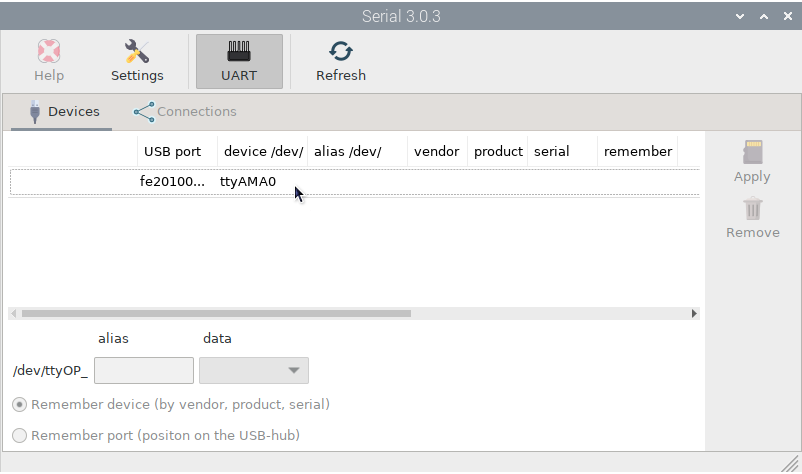 Serial 3.0.3
Help Settings UART Refresh
Devices Connections
USB port device /dev/ alias /dev/ vendor product serial remember
fe20100... ttyAMA0
Apply
Remove
alias data
/dev/ttyOP_
Remember device (by vendor, product, serial)
Remember port (positon on the USB-hub)